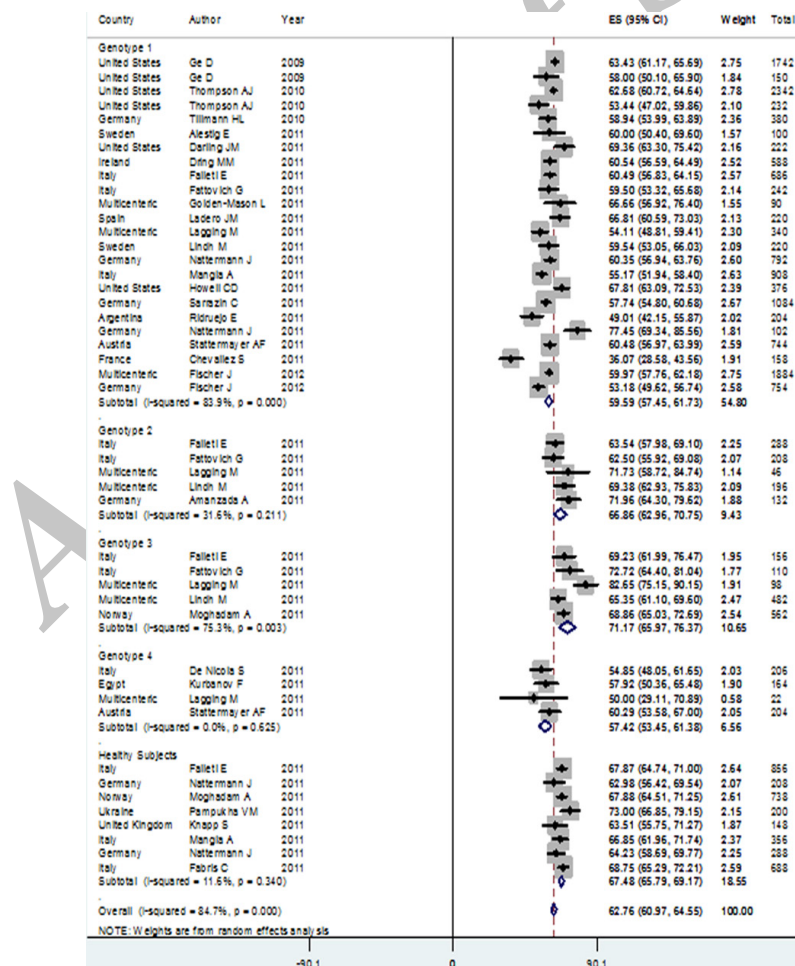 Country Author Year ES (95% CI) Weight Total
Genotype 1
United States Ge D 2009 63.43 (61.17, 65.69) 2.75 1742
United States Ge D 2009 58.00 (50.10, 65.90) 1.84 150
United States Thompson AJ 2010 62.68 (60.72, 64.64) 2.78 2342
United States Thompson AJ 2010 53.44 (47.02, 59.86) 2.10 232
Germany Tillmann HL 2010 58.94 (53.99, 63.89) 2.36 380
Sweden Alestig E 2011 60.00 (50.40, 69.60) 1.57 100
United States Darling JM 2011 69.36 (63.30, 75.42) 2.16 222
Ireland Dring MM 2011 60.54 (56.59, 64.49) 2.52 588
Italy Falleti E 2011 60.49 (56.83, 64.15) 2.57 686
Italy Fattovich G 2011 59.50 (53.32, 65.68) 2.14 242
Multicenteric Golden-Mason L 2011 66.66 (56.92, 76.40) 1.55 90
Spain Ladero JM 2011 66.81 (60.59, 73.03) 2.13 220
Multicenteric Lagging M 2011 54.11 (48.81, 59.41) 2.30 340
Sweden Lindh M 2011 59.54 (53.05, 66.03) 2.09 220
Germany Nattermann J 2011 60.35 (56.94, 63.76) 2.60 792
Italy Mangia A 2011 55.17 (51.94, 58.40) 2.63 908
United States Howell CD 2011 67.81 (63.09, 72.53) 2.39 376
Germany Sarrazin C 2011 57.74 (54.80, 60.68) 2.67 1084
Argentina Ridruejo E 2011 49.01 (42.15, 55.87) 2.02 204
Germany Nattermann J 2011 77.45 (69.34, 85.56) 1.81 102
Austria Stattermayer AF 2011 60.48 (56.97, 63.99) 2.59 744
France Chevaliez S 2011 36.07 (28.58, 43.56) 1.91 158
Multicenteric Fischer J 2012 59.97 (57.76, 62.18) 2.75 1884
Germany Fischer J 2012 53.18 (49.62, 56.74) 2.58 754
Subtotal (I-squared = 83.9%, p = 0.000) 59.59 (57.45, 61.73) 54.80
.
Genotype 2
Italy Falleti E 2011 63.54 (57.98, 69.10) 2.25 288
Italy Fattovich G 2011 62.50 (55.92, 69.08) 2.07 208
Multicenteric Lagging M 2011 71.73 (58.72, 84.74) 1.14 46
Multicenteric Lindh M 2011 69.38 (62.93, 75.83) 2.09 196
Germany Amanzada A 2011 71.96 (64.30, 79.62) 1.88 132
Subtotal (I-squared = 31.6%, p = 0.211) 66.86 (62.96, 70.75) 9.43
.
Genotype 3
Italy Falleti E 2011 69.23 (61.99, 76.47) 1.95 156
Italy Fattovich G 2011 72.72 (64.40, 81.04) 1.77 110
Multicenteric Lagging M 2011 82.65 (75.15, 90.15) 1.91 98
Multicenteric Lindh M 2011 65.35 (61.10, 69.60) 2.47 482
Norway Moghadam A 2011 68.86 (65.03, 72.69) 2.54 562
Subtotal (I-squared = 75.3%, p = 0.003) 71.17 (65.97, 76.37) 10.65
.
Genotype 4
Italy De Nicola S 2011 54.85 (48.05, 61.65) 2.03 206
Egypt Kurbanov F 2011 57.92 (50.36, 65.48) 1.90 164
Multicenteric Lagging M 2011 50.00 (29.11, 70.89) 0.58 22
Austria Stattermayer AF 2011 60.29 (53.58, 67.00) 2.05 204
Subtotal (I-squared = 0.0%, p = 0.625) 57.42 (53.45, 61.38) 6.56
.
Healthy Subjects
Italy Falleti E 2011 67.87 (64.74, 71.00) 2.64 856
Germany Nattermann J 2011 62.98 (56.42, 69.54) 2.07 208
Norway Moghadam A 2011 67.88 (64.51, 71.25) 2.61 738
Ukraine Pampukha VM 2011 73.00 (66.85, 79.15) 2.15 200
United Kingdom Knapp S 2011 63.51 (55.75, 71.27) 1.87 148
Italy Mangia A 2011 66.85 (61.96, 71.74) 2.37 356
Germany Nattermann J 2011 64.23 (58.69, 69.77) 2.25 288
Italy Fabris C 2011 68.75 (65.29, 72.21) 2.59 688
Subtotal (I-squared = 11.6%, p = 0.340) 67.48 (65.79, 69.17) 18.55
.
Overall (I-squared = 84.7%, p = 0.000) 62.76 (60.97, 64.55) 100.00
NOTE: Weights are from random effects analysis
-90.1 0 90.1
A